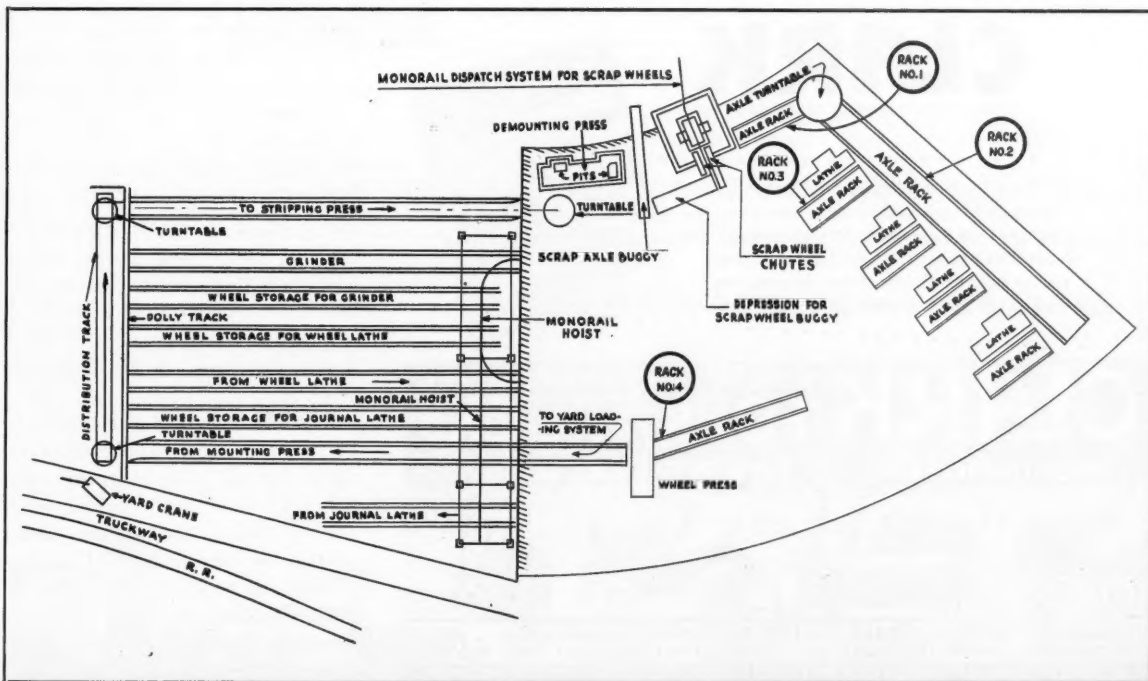 MONORAIL DISPATCH SYSTEM FOR SCRAP WHEELS
AXLE TURNTABLE
RACK
NO.1
DEMOUNTING PRESS
PITS
AXLE RACK
RACK
NO.2
RACK
NO.3
AXLE RACK
LATHE
AXLE RACK
LATHE
AXLE RACK
LATHE
AXLE RACK
LATHE
AXLE RACK
TO STRIPPING PRESS
TURNTABLE
TURNTABLE
SCRAP AXLE BUGGY
SCRAP WHEEL
CHUTES
DEPRESSION FOR
SCRAP WHEEL BUGGY
GRINDER
WHEEL STORAGE FOR GRINDER
DOLLY TRACK
MONORAIL
HOIST
WHEEL STORAGE FOR WHEEL LATHE
DISTRIBUTION TRACK
FROM WHEEL LATHE
MONORAIL HOIST
RACK
NO.4
WHEEL STORAGE FOR JOURNAL LATHE
TO YARD LOAD-
ING SYSTEM
AXLE RACK
TURNTABLE
FROM MOUNTING PRESS
WHEEL PRESS
YARD CRANE
FROM JOURNAL LATHE
TRUCKWAY
R. R.